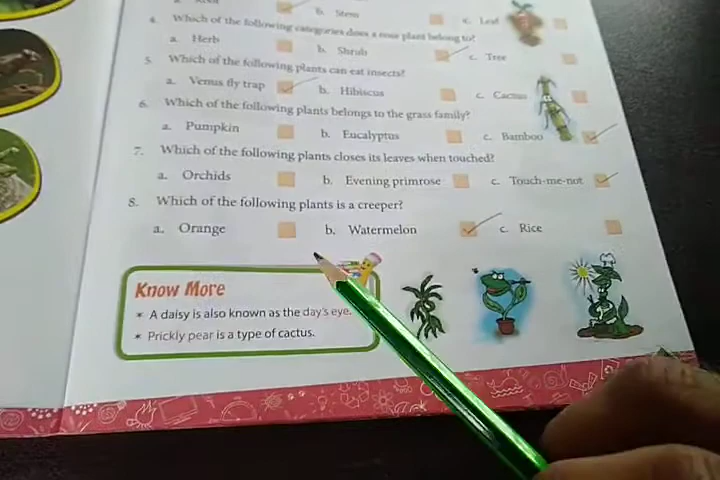 b. Stem c. Leaf
4. Which of the following categories does a rose plant belong to?
a. Herb b. Shrub c. Tree
5. Which of the following plants can eat insects?
a. Venus fly trap b. Hibiscus c. Cactus
6. Which of the following plants belongs to the grass family?
a. Pumpkin b. Eucalyptus c. Bamboo
7. Which of the following plants closes its leaves when touched?
a. Orchids b. Evening primrose c. Touch-me-not
8. Which of the following plants is a creeper?
a. Orange b. Watermelon c. Rice
Know More
* A daisy is also known as the day's eye.
* Prickly pear is a type of cactus.